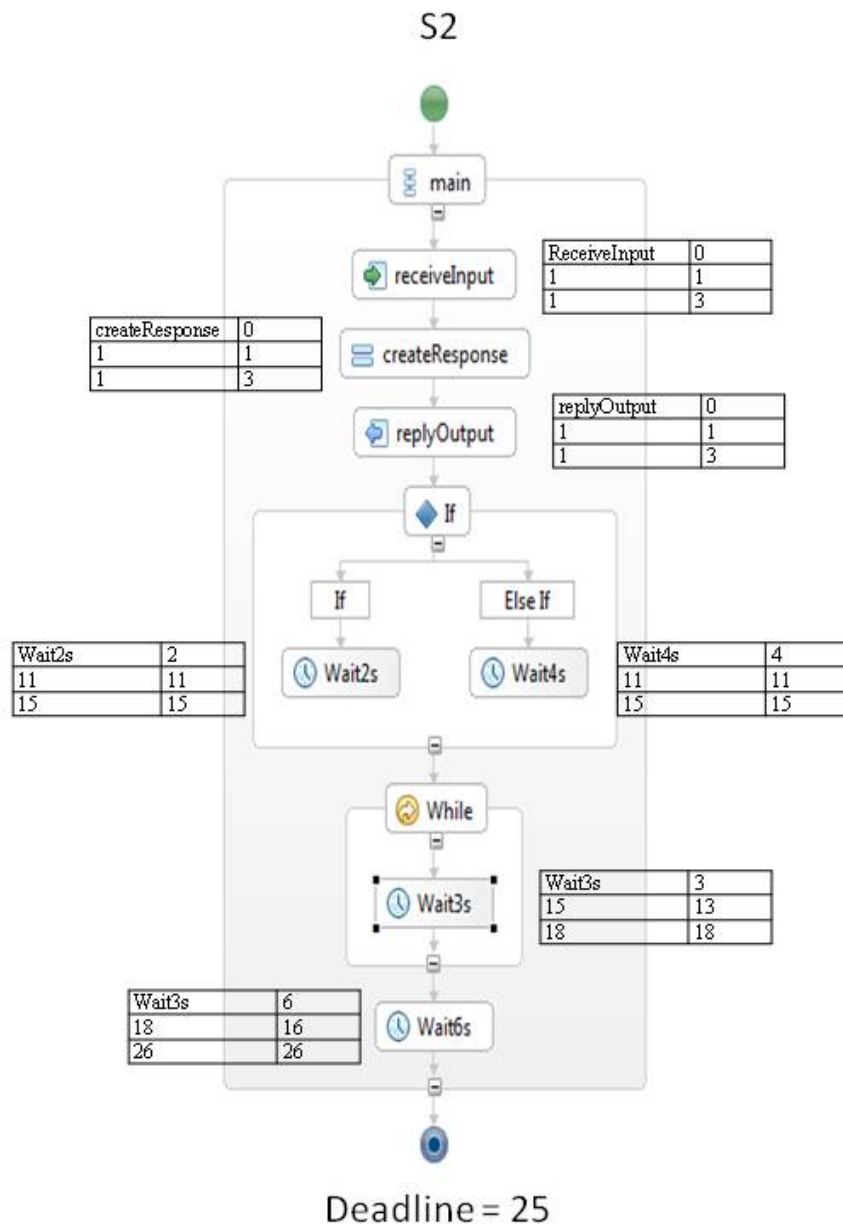 S2
main
receiveInput
ReceiveInput 0
1 1
1 3
createResponse 0
1 1
1 3
createResponse
replyOutput
replyOutput 0
1 1
1 3
If
If
Else If
Wait2s 2
11 11
15 15
Wait2s
Wait4s
Wait4s 4
11 11
15 15
While
Wait3s
Wait3s 3
15 13
18 18
Wait3s 6
18 16
26 26
Wait6s
Deadline = 25